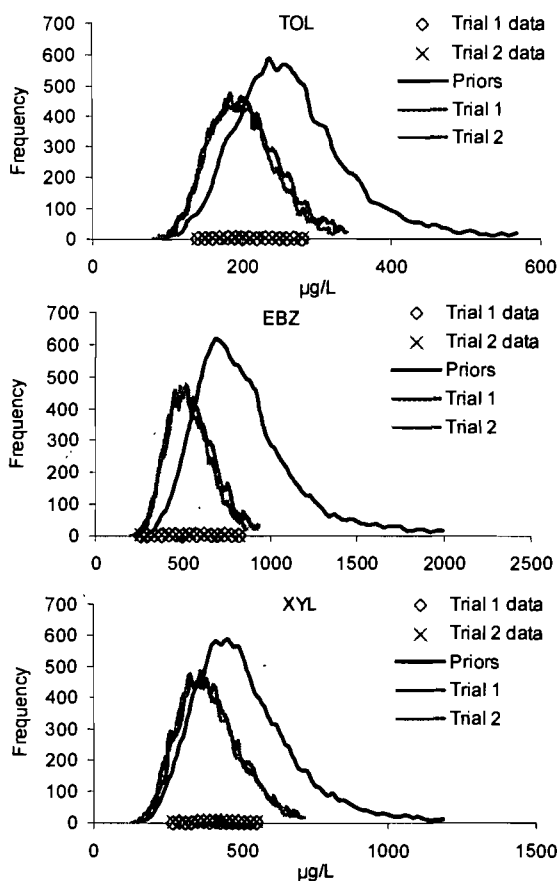 TOL
◇ Trial 1 data
× Trial 2 data
Priors
Trial 1
Trial 2
Frequency
700
600
500
400
300
200
100
0
0 200 400 600
µg/L
EBZ
◇ Trial 1 data
× Trial 2 data
Priors
Trial 1
Trial 2
Frequency
700
600
500
400
300
200
100
0
0 500 1000 1500 2000 2500
XYL
◇ Trial 1 data
× Trial 2 data
Priors
Trial 1
Trial 2
Frequency
700
600
500
400
300
200
100
0
0 500 1000 1500
µg/L